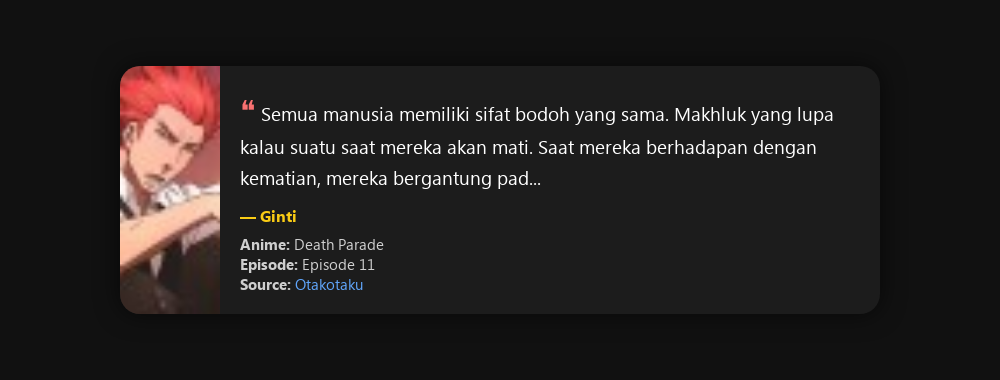 ❝ Semua manusia memiliki sifat bodoh yang sama. Makhluk yang lupa
kalau suatu saat mereka akan mati. Saat mereka berhadapan dengan
kematian, mereka bergantung pad...
— Ginti
Anime: Death Parade
Episode: Episode 11
Source: Otakotaku